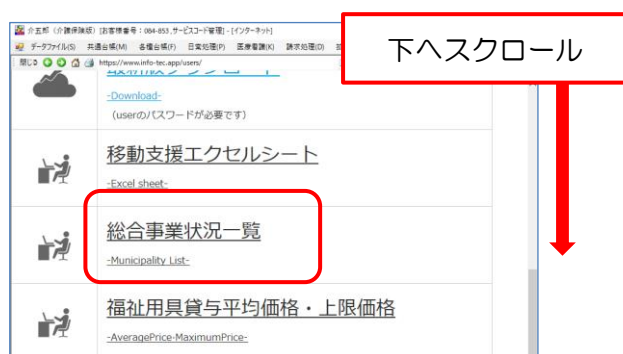 介五郎（介護保険版）[お客様番号：064-853_サービスコード管理] - [インターネット]
データファイル(S) 共通台帳(M) 各種台帳(F) 日常処理(P) 医療看護(K) 請求処理(D)
下へスクロール
閉じる https://www.info-tec.app/users/
-Download-
（userのパスワードが必要です）
移動支援エクセルシート
-Excel sheet-
総合事業状況一覧
-Municipality List-
福祉用具貸与平均価格・上限価格
-AveragePrice·MaximumPrice-